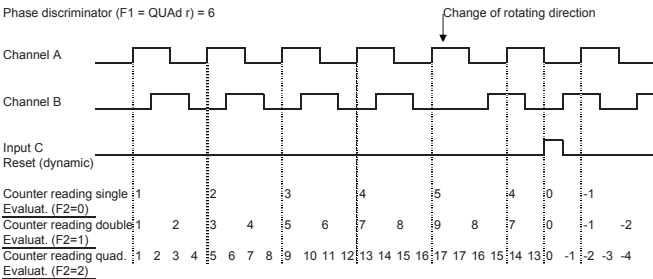 Phase discriminator (F1 = QUAd r) = 6 Change of rotating direction
Channel A
Channel B
Input C
Reset (dynamic)
Counter reading single 1 2 3 4 5 4 0 -1
Evaluat. (F2=0)
Counter reading double 1 2 3 4 5 6 7 8 9 8 7 0 -1 -2
Evaluat. (F2=1)
Counter reading quad. 1 2 3 4 5 6 7 8 9 10 11 12 13 14 15 16 17 17 16 15 14 13 0 -1 -2 -3 -4
Evaluat. (F2=2)